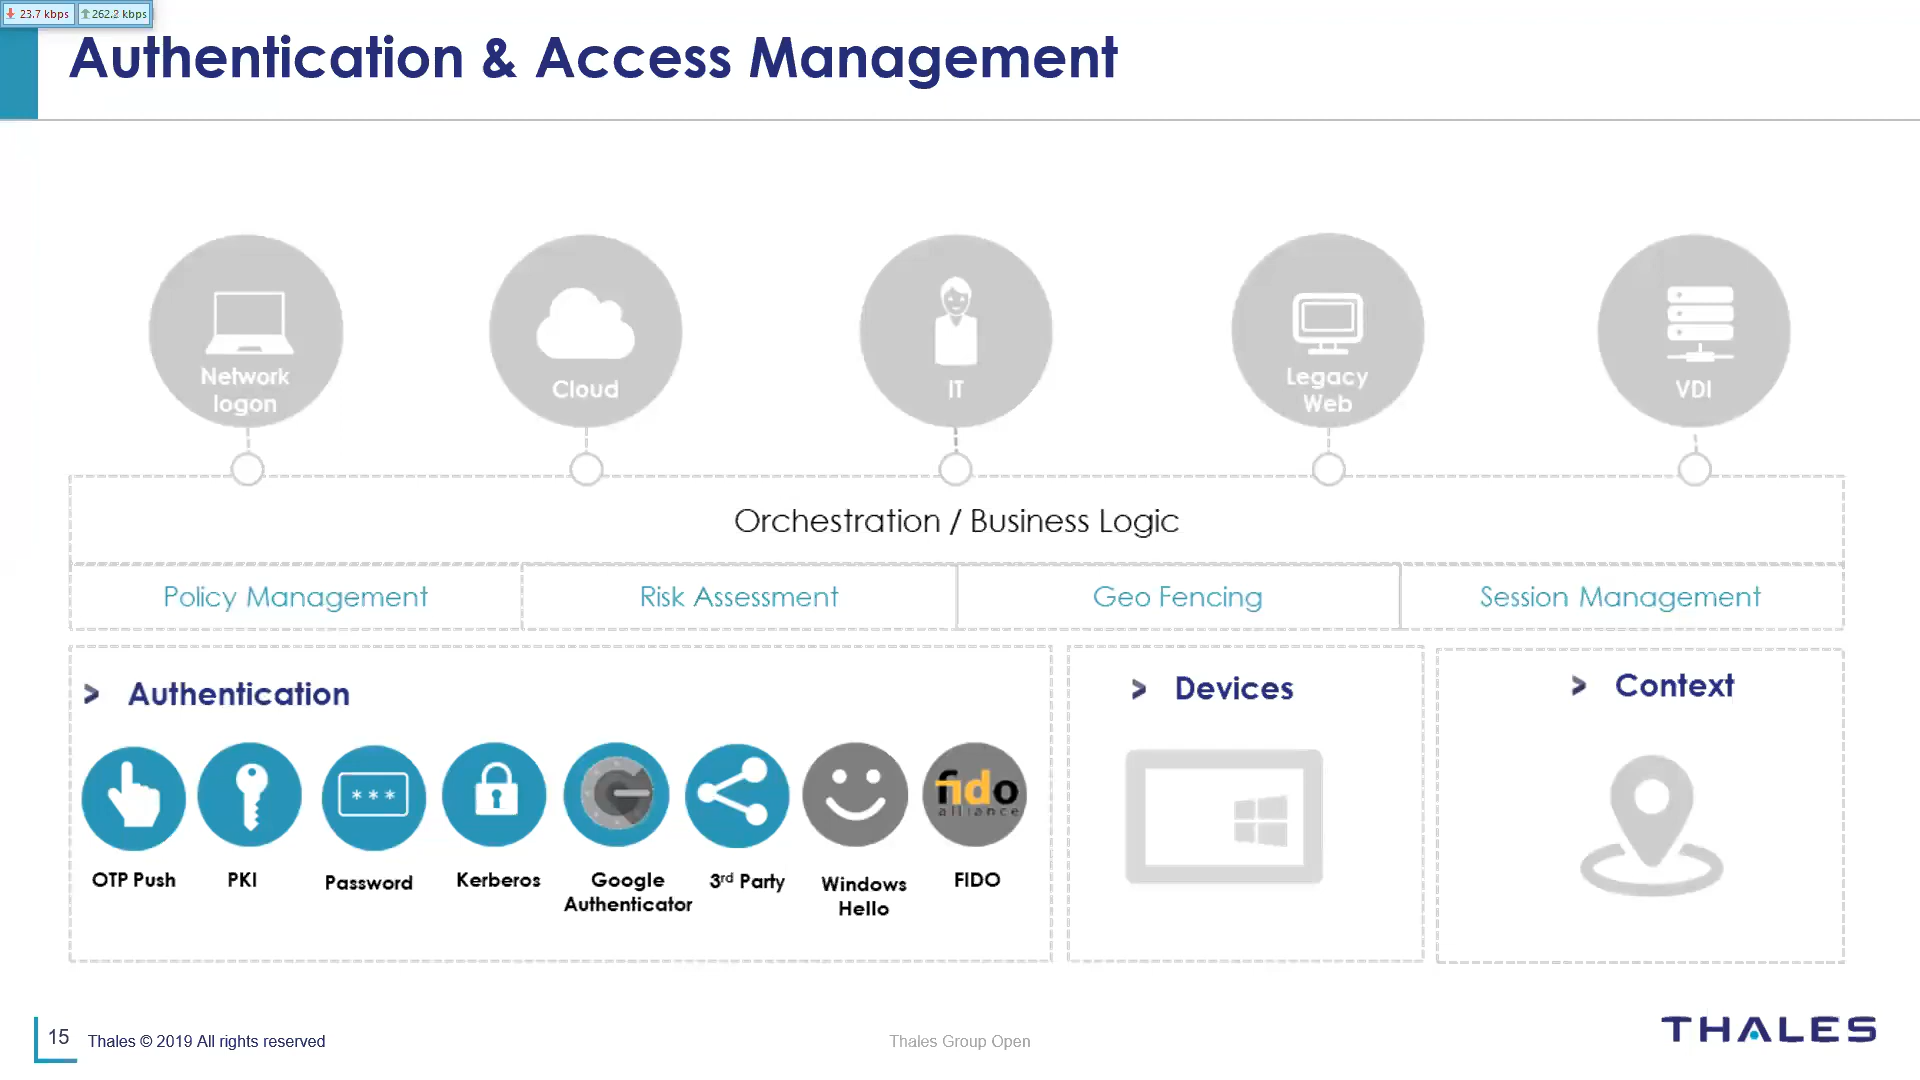 23.7 kbps 262.2 kbps
Authentication & Access Management
Network
logon
Cloud
IT
Legacy
Web
VDI
Orchestration / Business Logic
Policy Management
Risk Assessment
Geo Fencing
Session Management
> Authentication
> Devices
> Context
***
fido
alliance
OTP Push
PKI
Password
Kerberos
Google
Authenticator
3rd Party
Windows
Hello
FIDO
15
Thales © 2019 All rights reserved
Thales Group Open
THALES